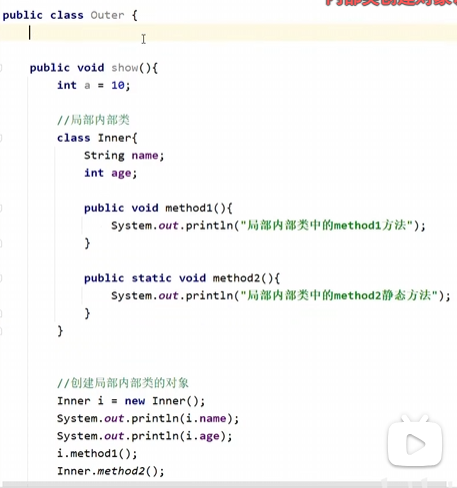 public class Outer {
public void show(){
int a = 10;
//局部内部类
class Inner{
String name;
int age;
public void method1(){
System.out.println("局部内部类中的method1方法");
}
public static void method2(){
System.out.println("局部内部类中的method2静态方法");
}
}
//创建局部内部类的对象
Inner i = new Inner();
System.out.println(i.name);
System.out.println(i.age);
i.method1();
Inner.method2();